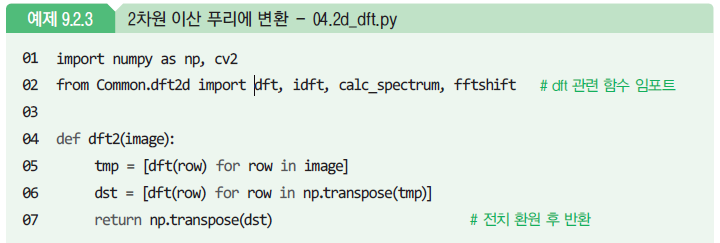 예제 9.2.3 2차원 이산 푸리에 변환 - 04.2d_dft.py
01 import numpy as np, cv2
02 from Common.dft2d import dft, idft, calc_spectrum, fftshift # dft 관련 함수 임포트
03
04 def dft2(image):
05 tmp = [dft(row) for row in image]
06 dst = [dft(row) for row in np.transpose(tmp)]
07 return np.transpose(dst) # 전치 환원 후 반환